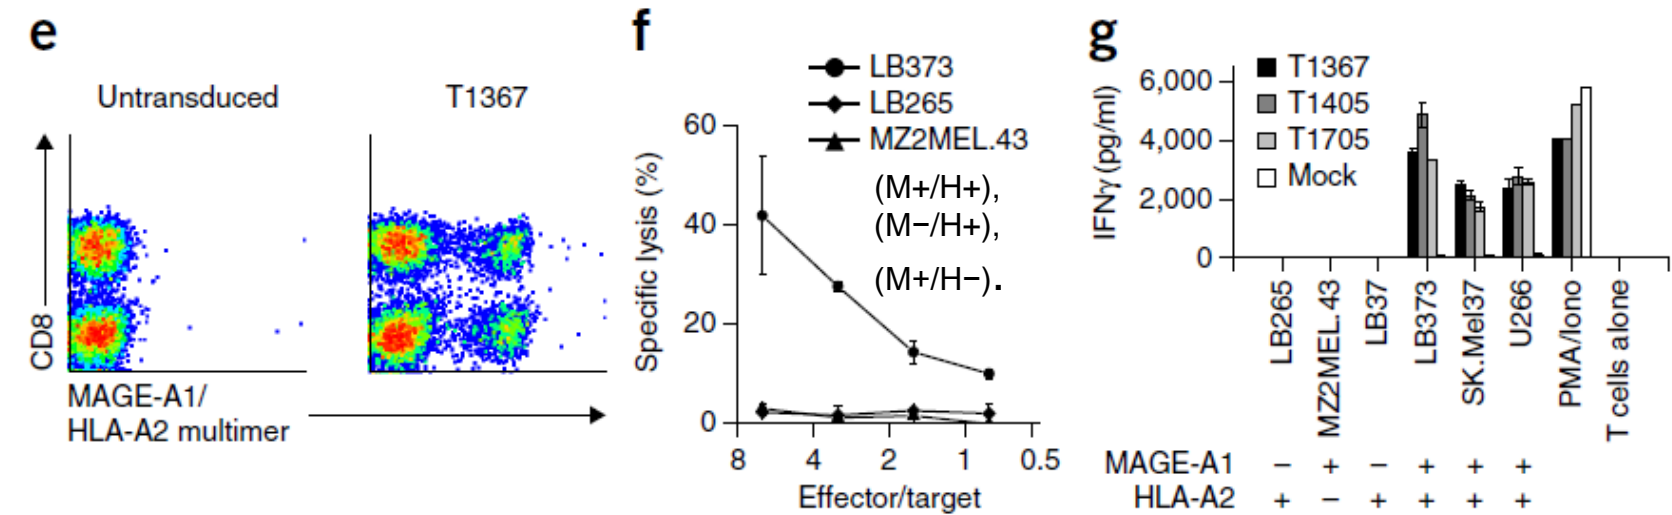 e
Untransduced
T1367
CD8
MAGE-A1/
HLA-A2 multimer
f
LB373
LB265
MZ2MEL.43
(M+/H+),
(M−/H+),
(M+/H−).
Specific lysis (%)
60
40
20
0
8 4 2 1 0.5
Effector/target
g
T1367
T1405
T1705
Mock
IFNγ (pg/ml)
6,000
4,000
2,000
0
LB265
MZ2MEL.43
LB37
LB373
SK.Mel37
U266
PMA/Iono
T cells alone
MAGE-A1 − + − + + +
HLA-A2 + − + + + +